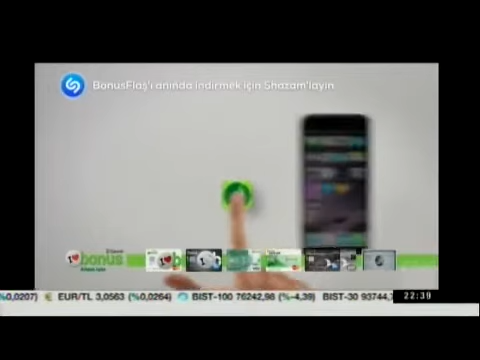 BonusFlaş'ı anında indirmek için Shazam'layın
bonus
%0,0207) EUR/TL 3,0563 (%0,0264) BIST-100 76242,98 (%-4,39) BIST-30 93744,7
22:39